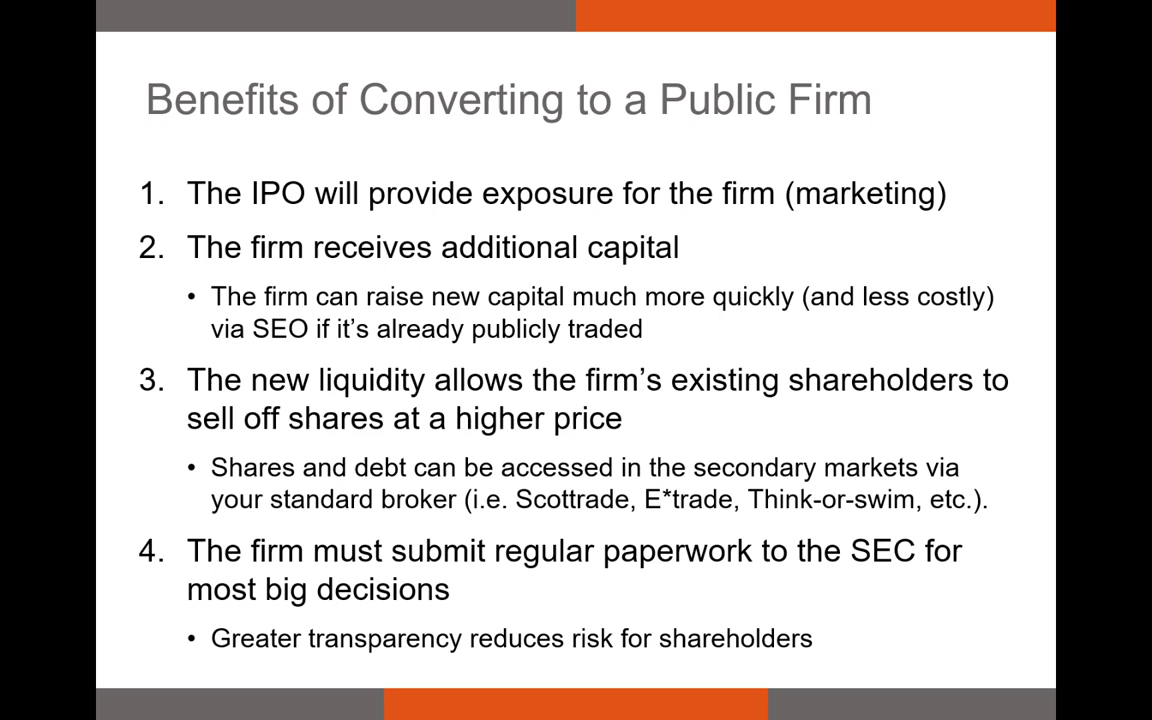 Benefits of Converting to a Public Firm
1. The IPO will provide exposure for the firm (marketing)
2. The firm receives additional capital
• The firm can raise new capital much more quickly (and less costly)
via SEO if it’s already publicly traded
3. The new liquidity allows the firm’s existing shareholders to
sell off shares at a higher price
• Shares and debt can be accessed in the secondary markets via
your standard broker (i.e. Scottrade, E*trade, Think-or-swim, etc.).
4. The firm must submit regular paperwork to the SEC for
most big decisions
• Greater transparency reduces risk for shareholders